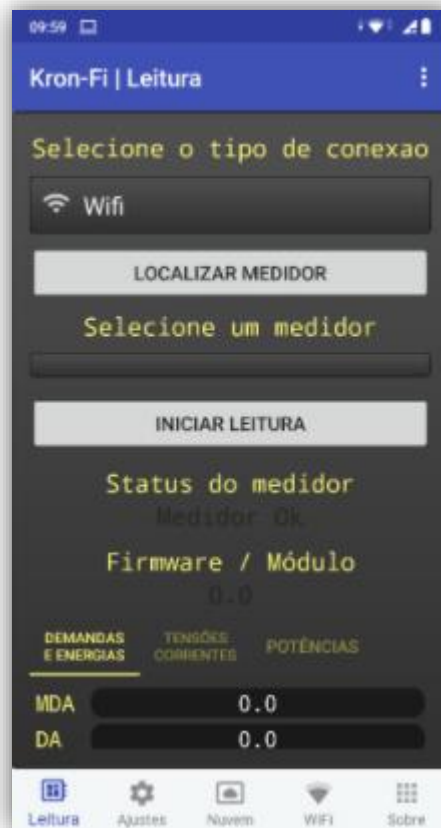 09:59
Kron-Fi | Leitura
Selecione o tipo de conexao
Wifi
LOCALIZAR MEDIDOR
Selecione um medidor
INICIAR LEITURA
Status do medidor
Medidor Ok
Firmware / Módulo
0.0
DEMANDAS E ENERGIAS
TENSÕES CORRENTES
POTÊNCIAS
MDA 0.0
DA 0.0
Leitura Ajustes Nuvem WiFi Sobre